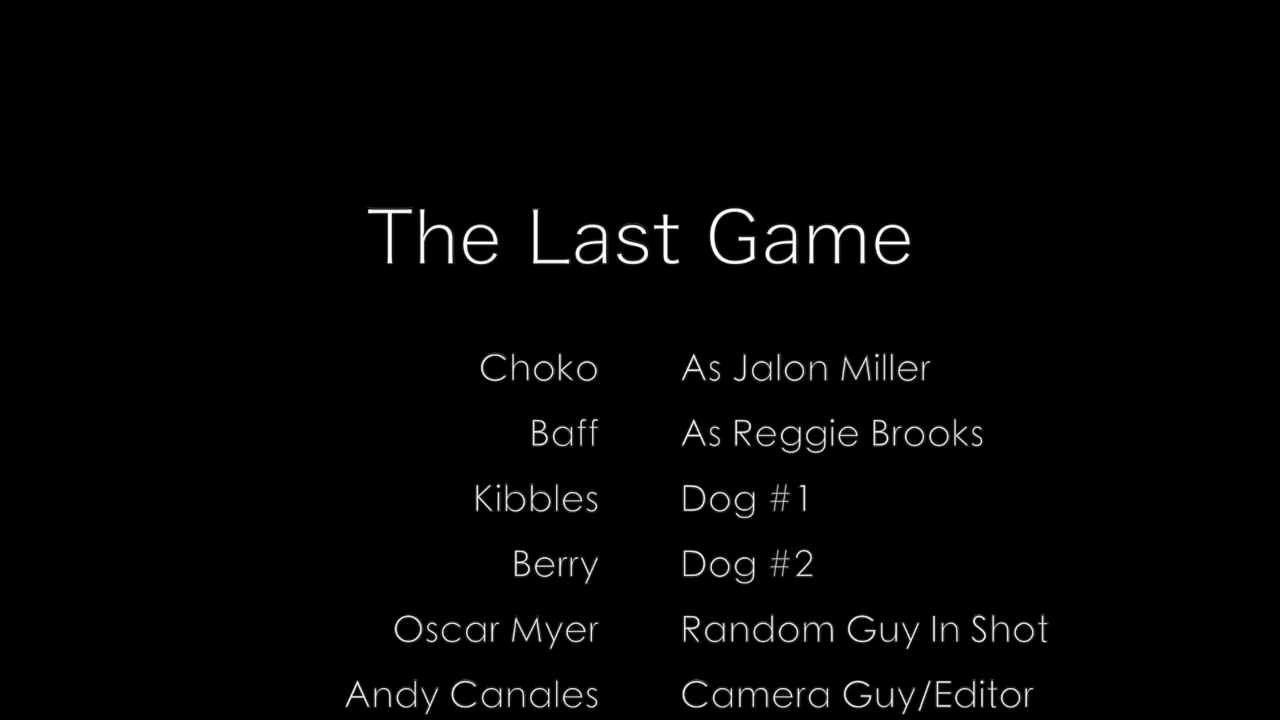 The Last Game
Choko As Jalon Miller
Baff As Reggie Brooks
Kibbles Dog #1
Berry Dog #2
Oscar Myer Random Guy In Shot
Andy Canales Camera Guy/Editor